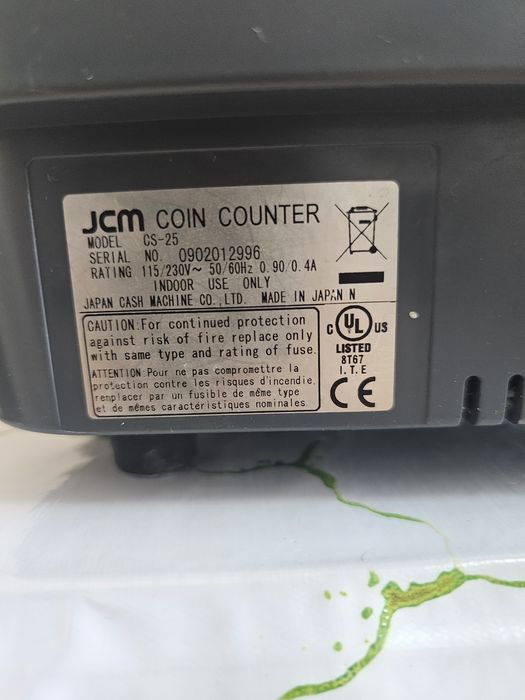 JCM COIN COUNTER
MODEL CS-25
SERIAL NO. 0902012996
RATING 115/230V~ 50/60Hz 0.90/0.4A
INDOOR USE ONLY
JAPAN CASH MACHINE CO.,LTD. MADE IN JAPAN N
CAUTION:For continued protection
against risk of fire replace only
with same type and rating of fuse.
ATTENTION:Pour ne pas compromettre la
protection contre les risques d'incendie,
remplacer par un fusible de même type
et de mêmes caractéristiques nominales.
C UL US
LISTED
8T67
I.T.E
CE